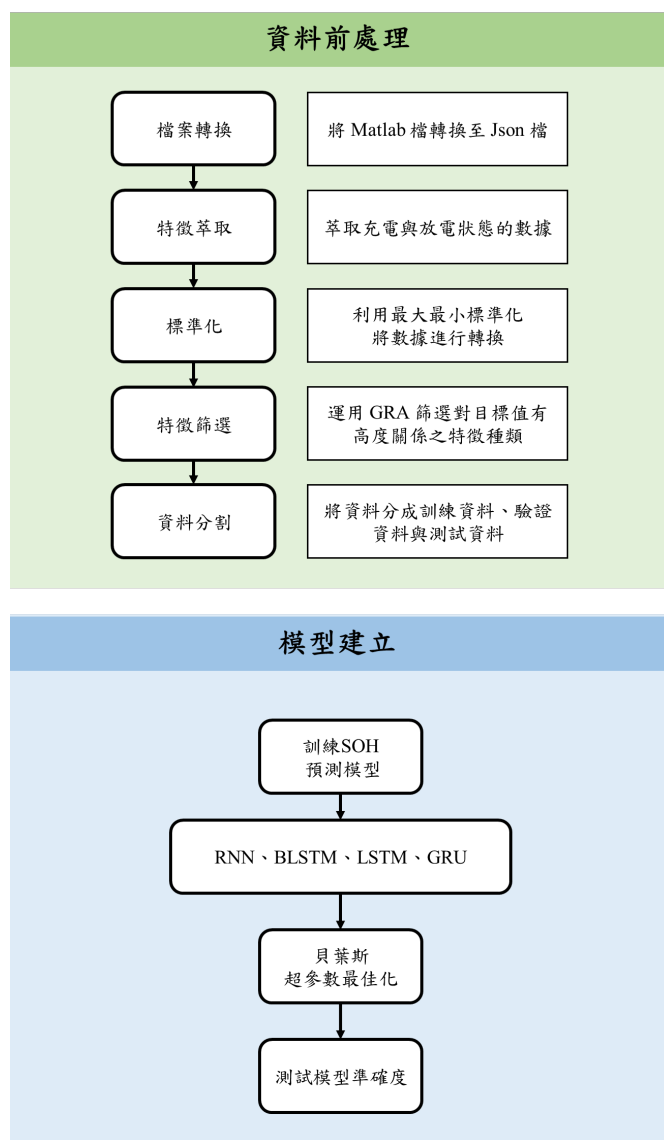 資料前處理
檔案轉換
將 Matlab 檔轉換至 Json 檔
特徵萃取
萃取充電與放電狀態的數據
標準化
利用最大最小標準化
將數據進行轉換
特徵篩選
運用 GRA 篩選對目標值有
高度關係之特徵種類
資料分割
將資料分成訓練資料、驗證
資料與測試資料
模型建立
訓練SOH
預測模型
RNN、BLSTM、LSTM、GRU
貝葉斯
超參數最佳化
測試模型準確度